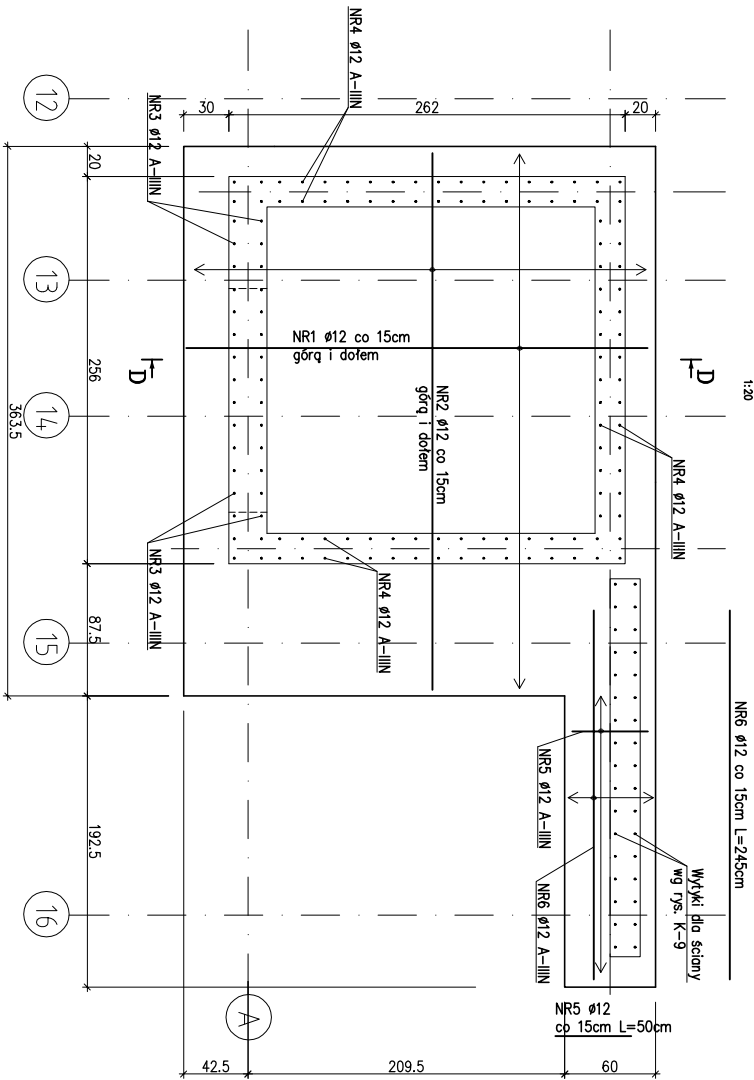 1:20
NR4 ø12 A-IIIN
12
30
262
20
NR3 ø12 A-IIIN
20
13
NR1 ø12 co 15cm
górą i dołem
D
D
256
363.5
14
NR2 ø12 co 15cm
górą i dołem
NR4 ø12 A-IIIN
NR3 ø12 A-IIIN
NR4 ø12 A-IIIN
87.5
15
NR6 ø12 co 15cm L=245cm
NR5 ø12 A-IIIN
NR6 ø12 A-IIIN
Wytyki dla ściany
wg rys. K-9
192.5
16
A
NR5 ø12
co 15cm L=50cm
42.5
209.5
60